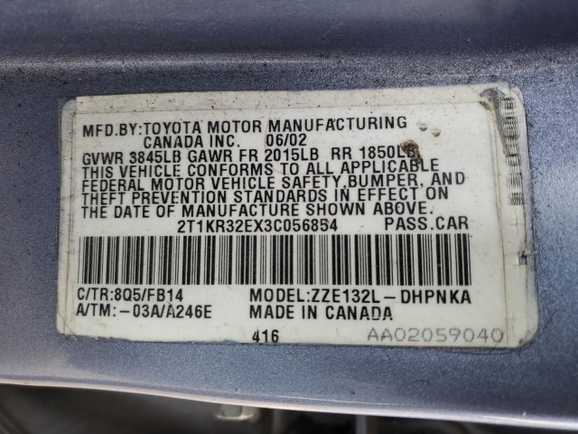 MFD.BY:TOYOTA MOTOR MANUFACTURING
CANADA INC. 06/02
GVWR 3845LB GAWR FR 2015LB RR 1850LB
THIS VEHICLE CONFORMS TO ALL APPLICABLE
FEDERAL MOTOR VEHICLE SAFETY,BUMPER, AND
THEFT PREVENTION STANDARDS IN EFFECT ON
THE DATE OF MANUFACTURE SHOWN ABOVE.
2T1KR32EX3C056854 PASS.CAR
C/TR:8Q5/FB14 MODEL:ZZE132L-DHPNKA
A/TM:-03A/A246E MADE IN CANADA
416 AA02059040